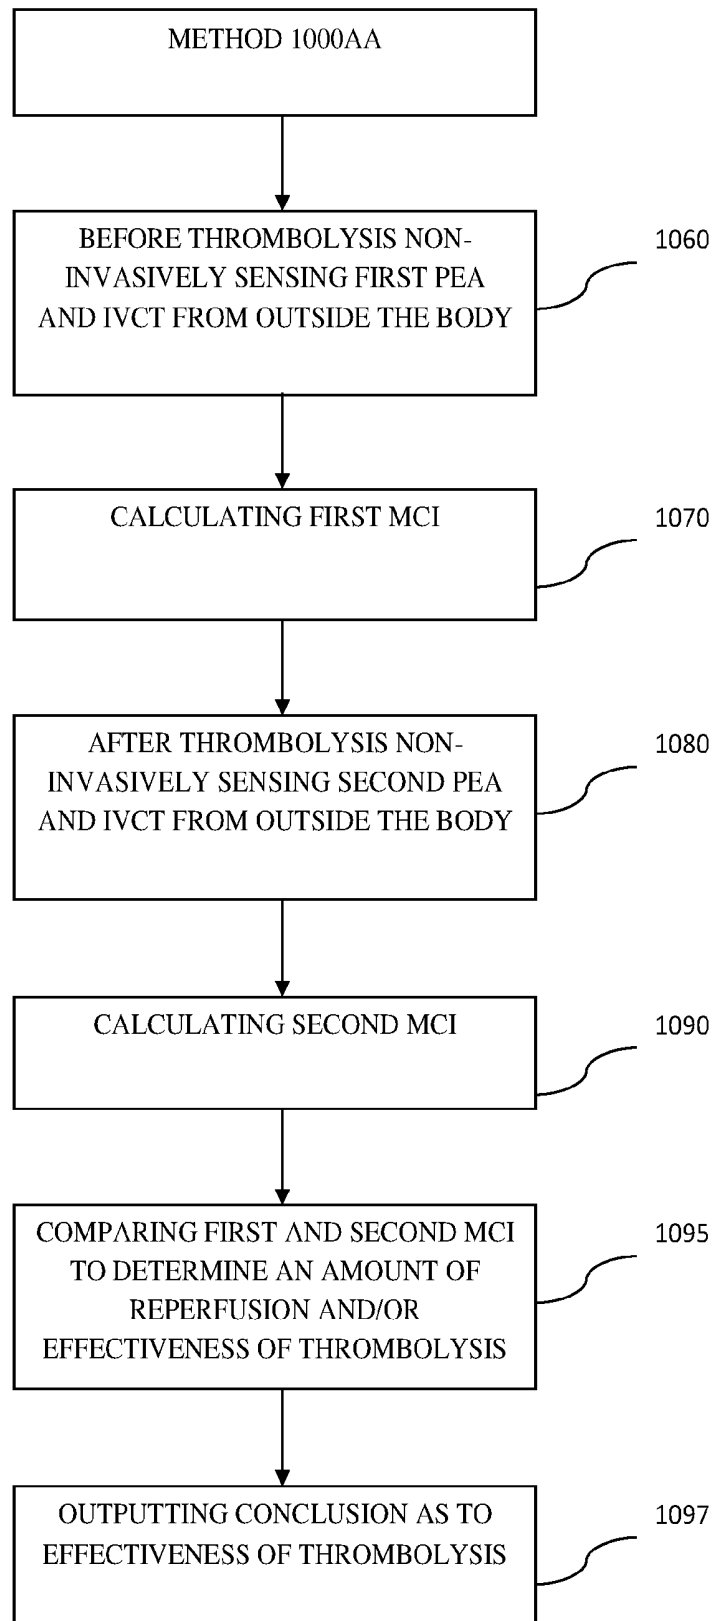 METHOD 1000AA
BEFORE THROMBOLYSIS NON-
INVASIVELY SENSING FIRST PEA
AND IVCT FROM OUTSIDE THE BODY
1060
CALCULATING FIRST MCI
1070
AFTER THROMBOLYSIS NON-
INVASIVELY SENSING SECOND PEA
AND IVCT FROM OUTSIDE THE BODY
1080
CALCULATING SECOND MCI
1090
COMPARING FIRST AND SECOND MCI
TO DETERMINE AN AMOUNT OF
REPERFUSION AND/OR
EFFECTIVENESS OF THROMBOLYSIS
1095
OUTPUTTING CONCLUSION AS TO
EFFECTIVENESS OF THROMBOLYSIS
1097